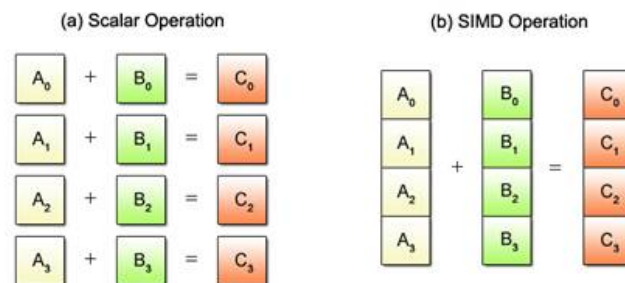 (a) Scalar Operation
A₀ + B₀ = C₀
A₁ + B₁ = C₁
A₂ + B₂ = C₂
A₃ + B₃ = C₃
(b) SIMD Operation
A₀ B₀ C₀
A₁ B₁ C₁
+ =
A₂ B₂ C₂
A₃ B₃ C₃